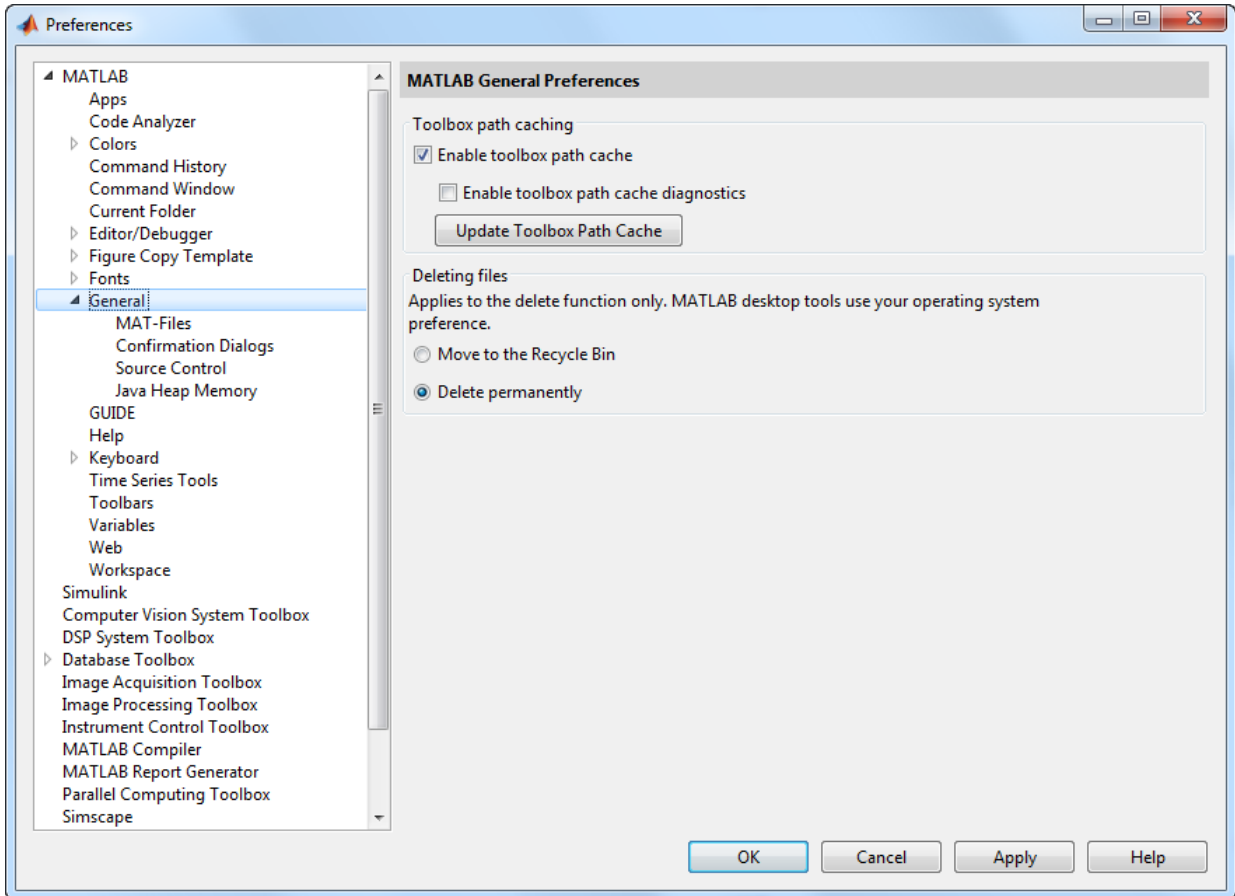 Preferences
MATLAB
Apps
Code Analyzer
Colors
Command History
Command Window
Current Folder
Editor/Debugger
Figure Copy Template
Fonts
General
MAT-Files
Confirmation Dialogs
Source Control
Java Heap Memory
GUIDE
Help
Keyboard
Time Series Tools
Toolbars
Variables
Web
Workspace
Simulink
Computer Vision System Toolbox
DSP System Toolbox
Database Toolbox
Image Acquisition Toolbox
Image Processing Toolbox
Instrument Control Toolbox
MATLAB Compiler
MATLAB Report Generator
Parallel Computing Toolbox
Simscape
MATLAB General Preferences
Toolbox path caching
Enable toolbox path cache
Enable toolbox path cache diagnostics
Update Toolbox Path Cache
Deleting files
Applies to the delete function only. MATLAB desktop tools use your operating system
preference.
Move to the Recycle Bin
Delete permanently
OK
Cancel
Apply
Help